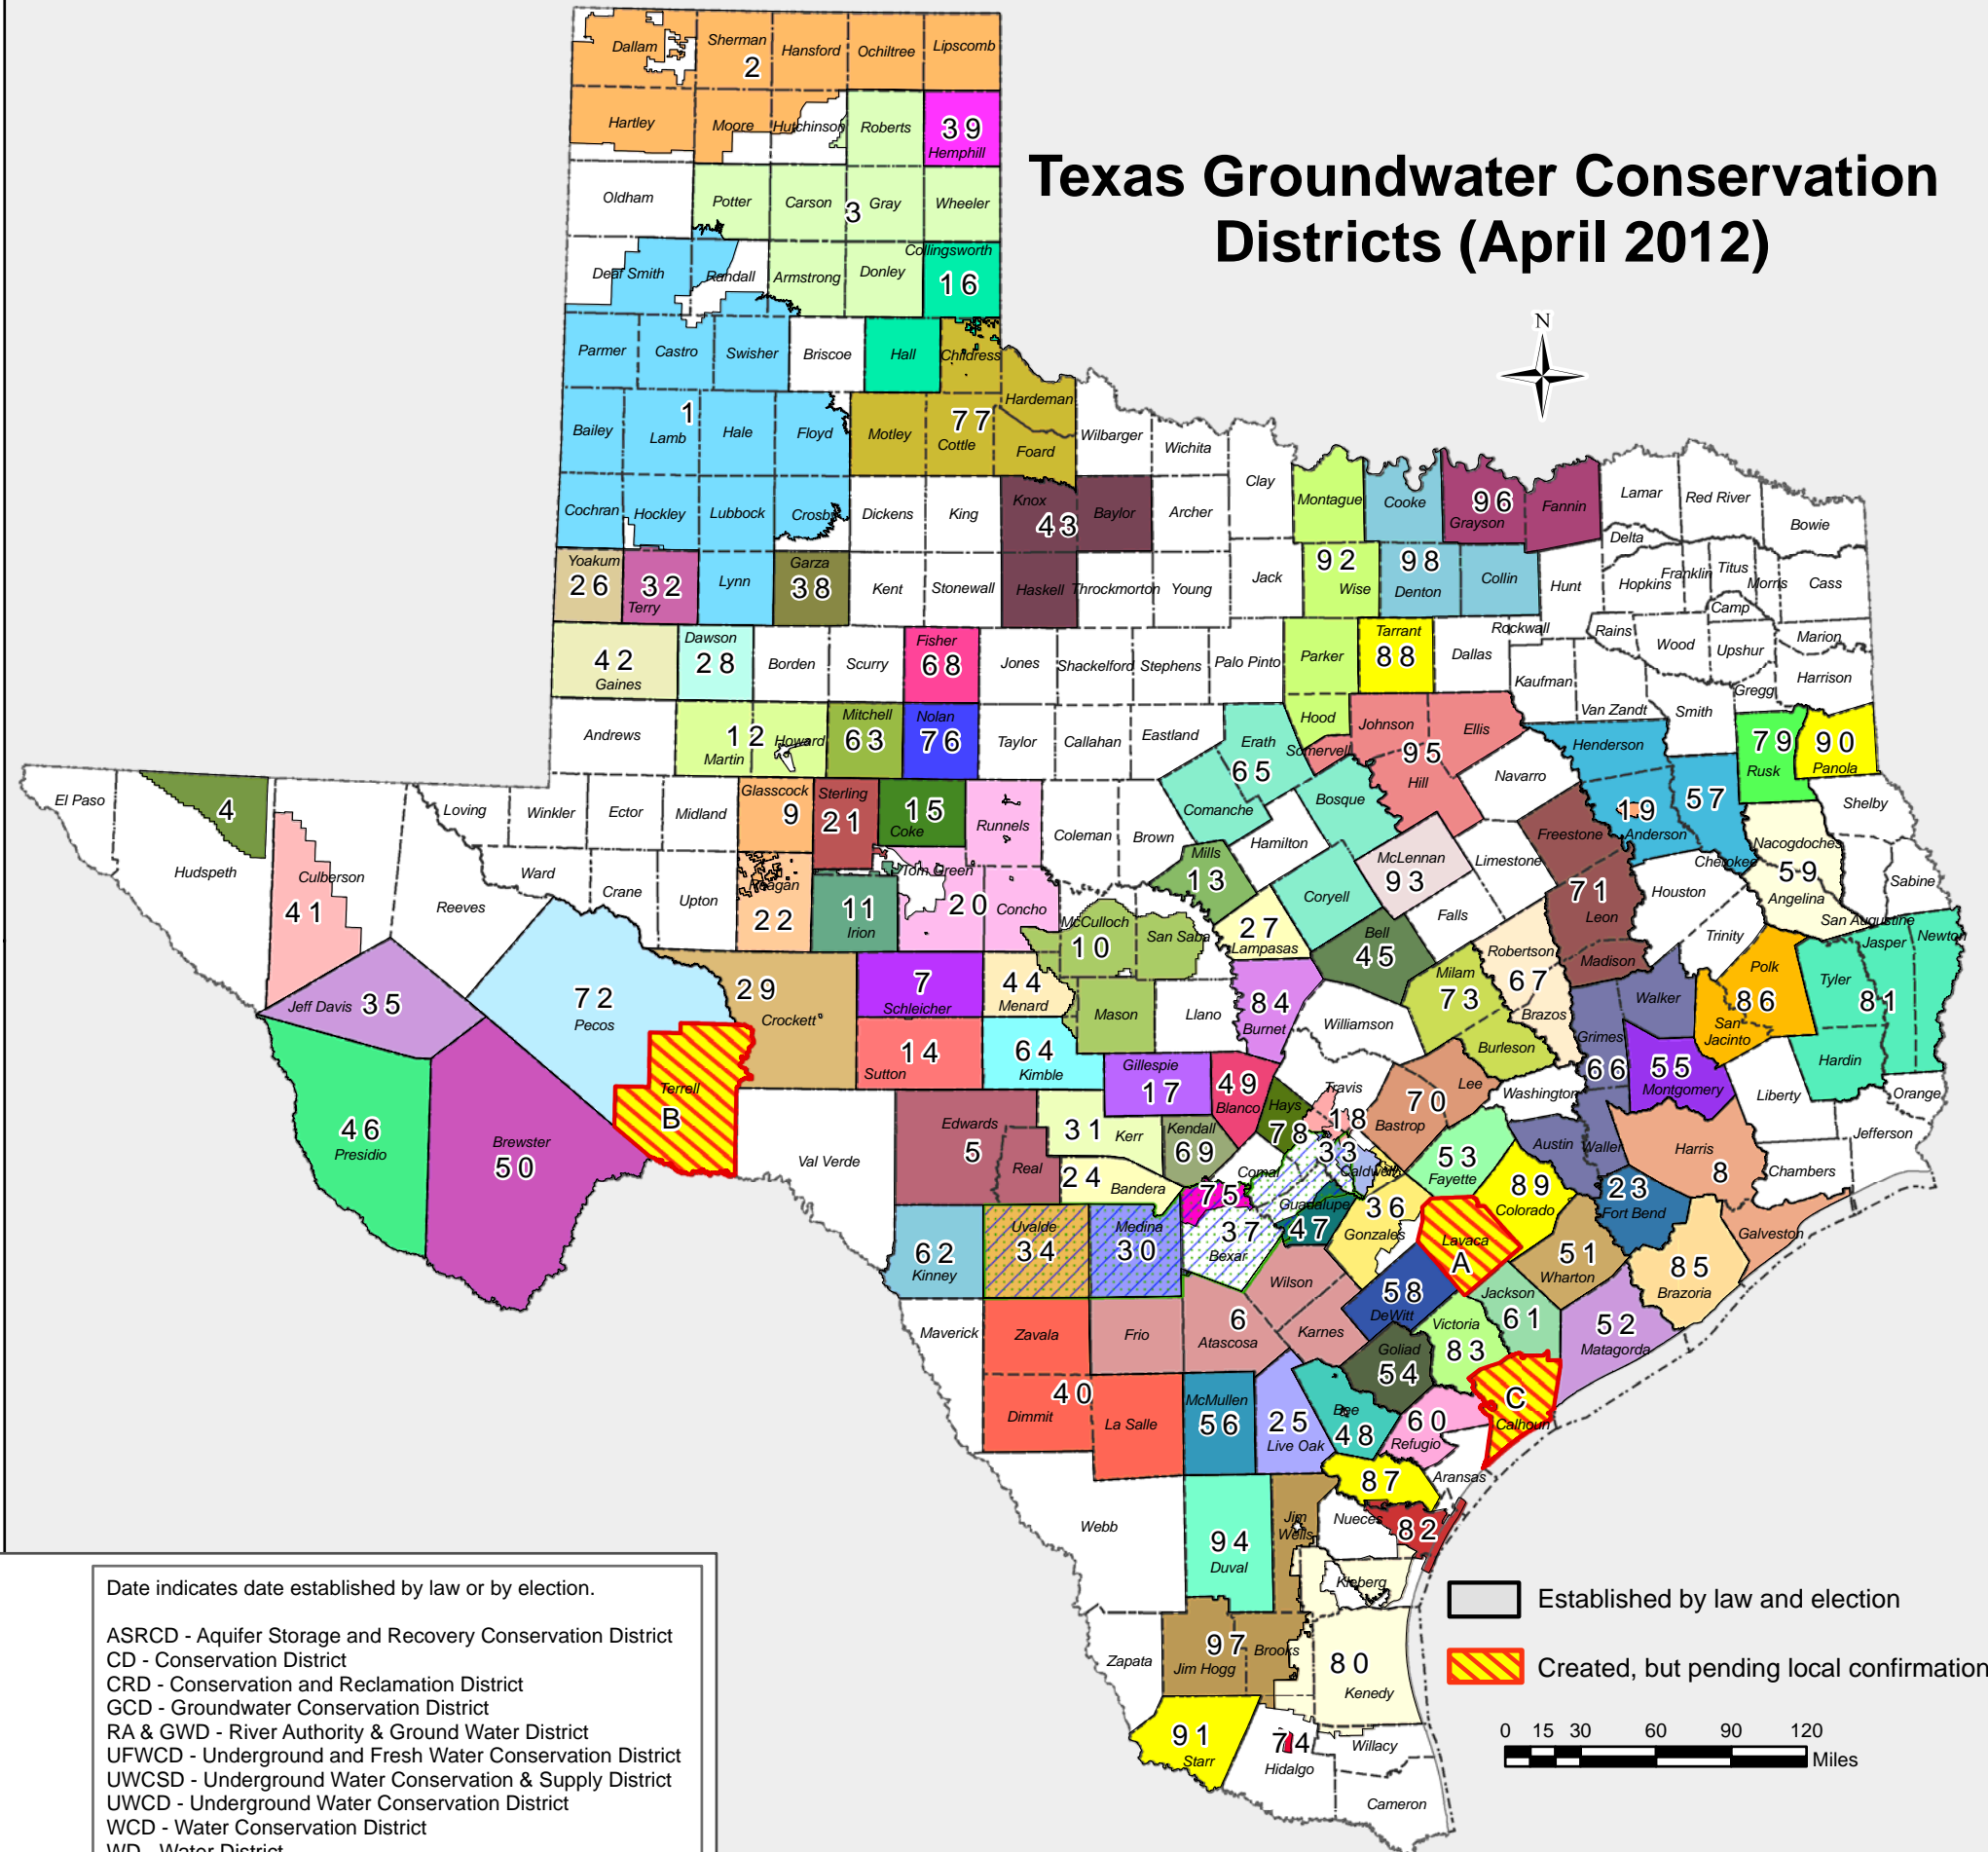 Texas Groundwater Conservation
Districts (April 2012)
N
Dallam
Sherman
Hansford
Ochiltree
Lipscomb
2
Hartley
Moore
Hutchinson
Roberts
39
Hemphill
Oldham
Potter
Carson
3
Gray
Wheeler
Deaf Smith
Randall
Armstrong
Donley
Collingsworth
16
Parmer
Castro
Swisher
Briscoe
Hall
Childress
1
Bailey
Lamb
Hale
Floyd
Motley
77
Cottle
Hardeman
Foard
Wilbarger
Wichita
Clay
Montague
Cooke
96
Grayson
Fannin
Lamar
Red River
Bowie
Cochran
Hockley
Lubbock
Crosby
Dickens
King
Knox
43
Baylor
Archer
Delta
Yoakum
26
32
Terry
Lynn
Garza
38
Kent
Stonewall
Haskell
Throckmorton
Young
Jack
92
Wise
98
Denton
Collin
Hunt
Hopkins
Franklin
Titus
Morris
Cass
Camp
42
Gaines
Dawson
28
Borden
Scurry
Fisher
68
Jones
Shackelford
Stephens
Palo Pinto
Parker
Tarrant
88
Dallas
Rockwall
Rains
Wood
Upshur
Marion
Kaufman
Van Zandt
Smith
Gregg
Harrison
Andrews
12
Martin
Howard
Mitchell
63
Nolan
76
Taylor
Callahan
Eastland
Erath
65
Hood
Somervell
Johnson
Ellis
95
Hill
Navarro
Henderson
79
Rusk
90
Panola
El Paso
4
Hudspeth
Culberson
41
Loving
Winkler
Ector
Midland
Glasscock
9
Sterling
21
15
Coke
Runnels
Coleman
Brown
Comanche
Bosque
Hamilton
Freestone
19
Anderson
57
Cherokee
Shelby
Reeves
Ward
Crane
Upton
Reagan
22
11
Irion
Tom Green
20
Concho
McCulloch
10
San Saba
Mills
13
27
Lampasas
Coryell
McLennan
93
Limestone
Falls
71
Leon
Houston
Nacogdoches
59
Angelina
San Augustine
Sabine
Bell
45
Robertson
67
Madison
Trinity
Polk
86
San
Jacinto
Tyler
Jasper
Newton
81
Hardin
Jeff Davis
35
72
Pecos
29
Crockett
7
Schleicher
44
Menard
Mason
Llano
84
Burnet
Williamson
Milam
73
Brazos
Burleson
Walker
Grimes
66
55
Montgomery
Liberty
Orange
14
Sutton
64
Kimble
Gillespie
17
49
Blanco
Travis
Hays
78
18
Lee
70
Bastrop
Washington
Jefferson
Terrell
B
46
Presidio
Brewster
50
Val Verde
Edwards
5
Real
31
Kerr
Kendall
69
24
Bandera
Comal
33
Caldwell
53
Fayette
Austin
Waller
Harris
8
Chambers
75
Guadalupe
47
36
Gonzales
89
Colorado
23
Fort Bend
Galveston
62
Kinney
Uvalde
34
Medina
30
37
Bexar
Wilson
Lavaca
A
51
Wharton
85
Brazoria
Maverick
Zavala
Frio
6
Atascosa
Karnes
58
DeWitt
Jackson
61
52
Matagorda
Victoria
83
Goliad
54
40
Dimmit
La Salle
McMullen
56
25
Live Oak
Bee
48
60
Refugio
C
Calhoun
87
Aransas
Webb
94
Duval
Jim
Wells
Nueces
82
Kleberg
Zapata
97
Jim Hogg
Brooks
80
Kenedy
91
Starr
74
Hidalgo
Willacy
Cameron
Established by law and election
Created, but pending local confirmation
0 15 30 60 90 120
Miles
Date indicates date established by law or by election.
ASRCD - Aquifer Storage and Recovery Conservation District
CD - Conservation District
CRD - Conservation and Reclamation District
GCD - Groundwater Conservation District
RA & GWD - River Authority & Ground Water District
UFWCD - Underground and Fresh Water Conservation District
UWCSD - Underground Water Conservation & Supply District
UWCD - Underground Water Conservation District
WCD - Water Conservation District
WD - Water District